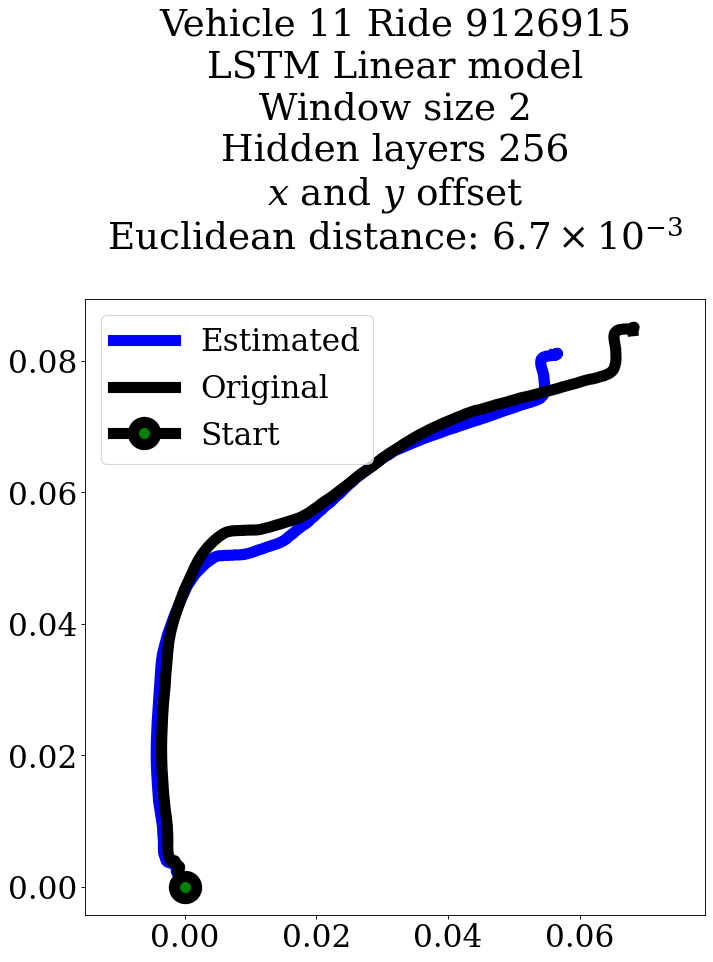 Vehicle 11 Ride 9126915
LSTM Linear model
Window size 2
Hidden layers 256
x and y offset
Euclidean distance: 6.7 × 10⁻³
Estimated
Original
Start
0.08
0.06
0.04
0.02
0.00
0.00 0.02 0.04 0.06